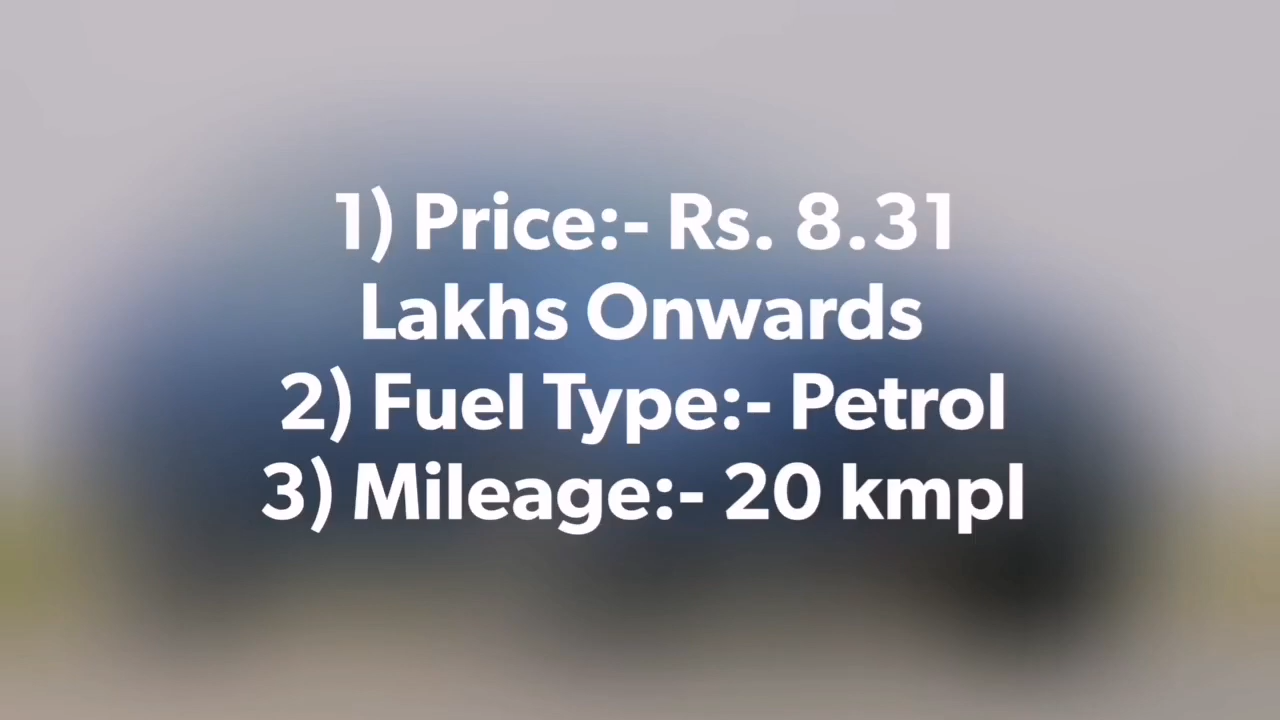 1) Price:- Rs. 8.31
Lakhs Onwards
2) Fuel Type:- Petrol
3) Mileage:- 20 kmpl